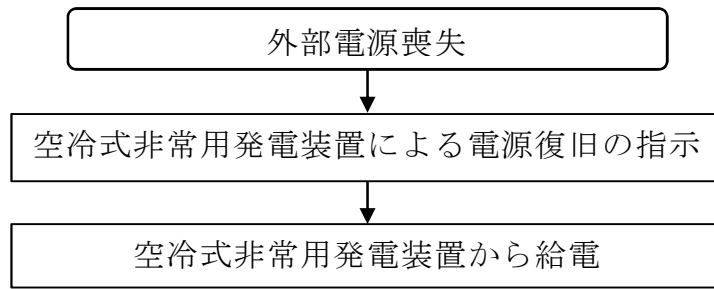 外部電源喪失
空冷式非常用発電装置による電源復旧の指示
空冷式非常用発電装置から給電